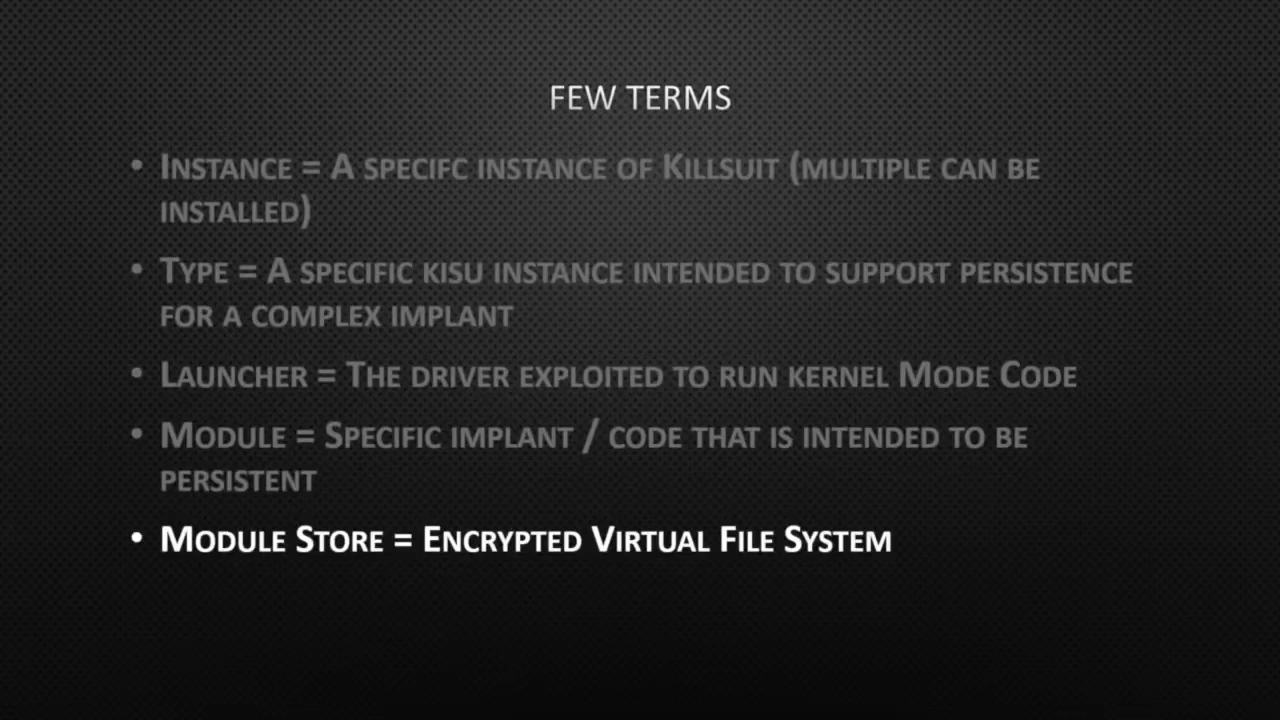 FEW TERMS
• INSTANCE = A SPECIFC INSTANCE OF KILLSUIT (MULTIPLE CAN BE
INSTALLED)
• TYPE = A SPECIFIC KISU INSTANCE INTENDED TO SUPPORT PERSISTENCE
FOR A COMPLEX IMPLANT
• LAUNCHER = THE DRIVER EXPLOITED TO RUN KERNEL MODE CODE
• MODULE = SPECIFIC IMPLANT / CODE THAT IS INTENDED TO BE
PERSISTENT
• MODULE STORE = ENCRYPTED VIRTUAL FILE SYSTEM